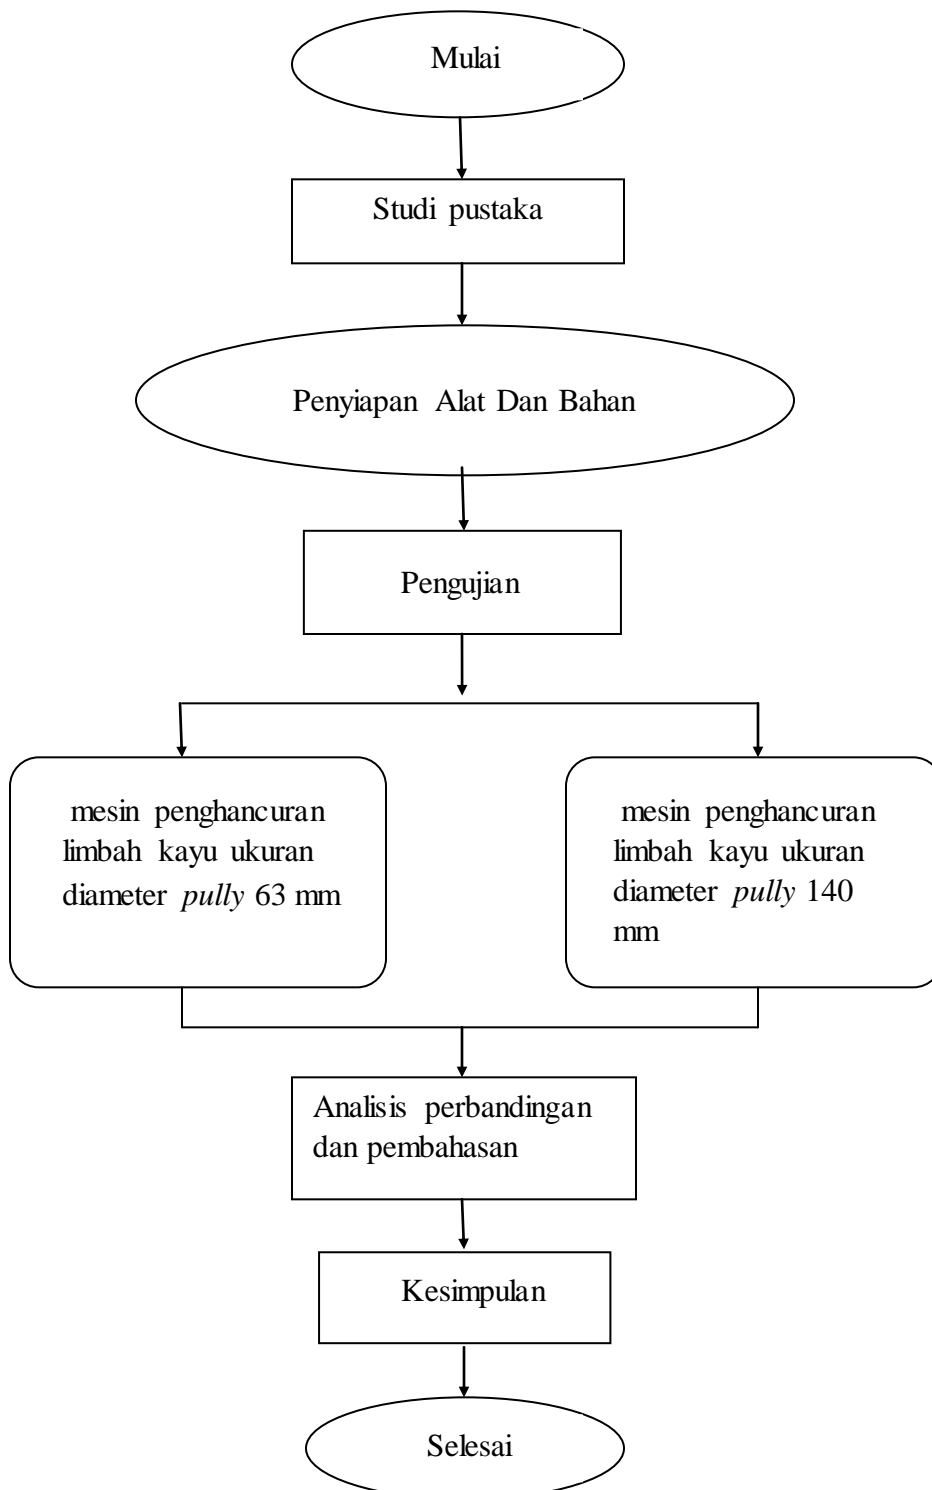 Mulai
Studi pustaka
Penyiapan Alat Dan Bahan
Pengujian
mesin penghancuran
limbah kayu ukuran
diameter pully 63 mm
mesin penghancuran
limbah kayu ukuran
diameter pully 140
mm
Analisis perbandingan
dan pembahasan
Kesimpulan
Selesai